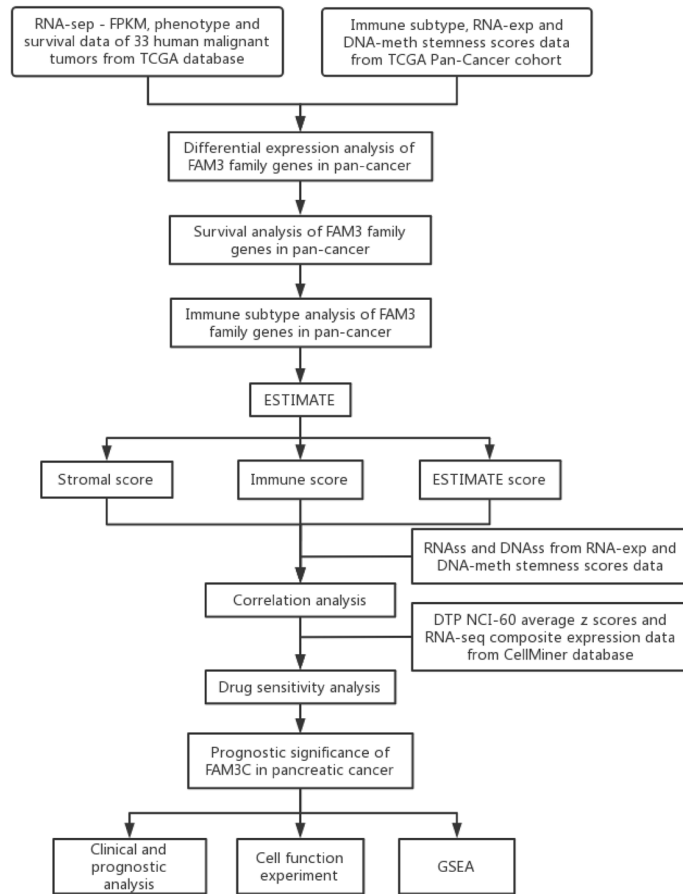 RNA-sep - FPKM, phenotype and
survival data of 33 human malignant
tumors from TCGA database
Immune subtype, RNA-exp and
DNA-meth stemness scores data
from TCGA Pan-Cancer cohort
Differential expression analysis of
FAM3 family genes in pan-cancer
Survival analysis of FAM3 family
genes in pan-cancer
Immune subtype analysis of FAM3
family genes in pan-cancer
ESTIMATE
Stromal score
Immune score
ESTIMATE score
RNAss and DNAss from RNA-exp and
DNA-meth stemness scores data
Correlation analysis
DTP NCI-60 average z scores and
RNA-seq composite expression data
from CellMiner database
Drug sensitivity analysis
Prognostic significance of
FAM3C in pancreatic cancer
Clinical and
prognostic
analysis
Cell function
experiment
GSEA